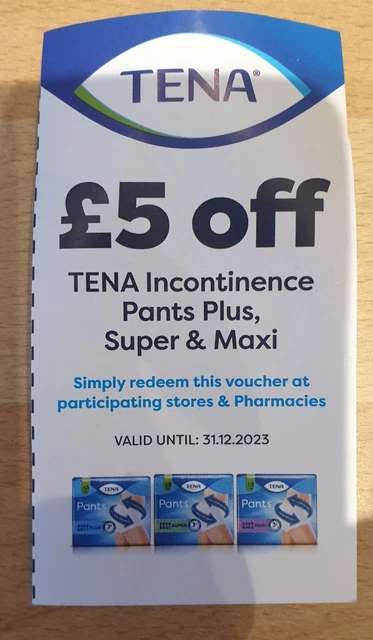 TENA®
£5 off
TENA Incontinence
Pants Plus,
Super & Maxi
Simply redeem this voucher at
participating stores & Pharmacies
VALID UNTIL: 31.12.2023
TENA TENA TENA
Pants Pants Pants
PLUS SUPER MAXI